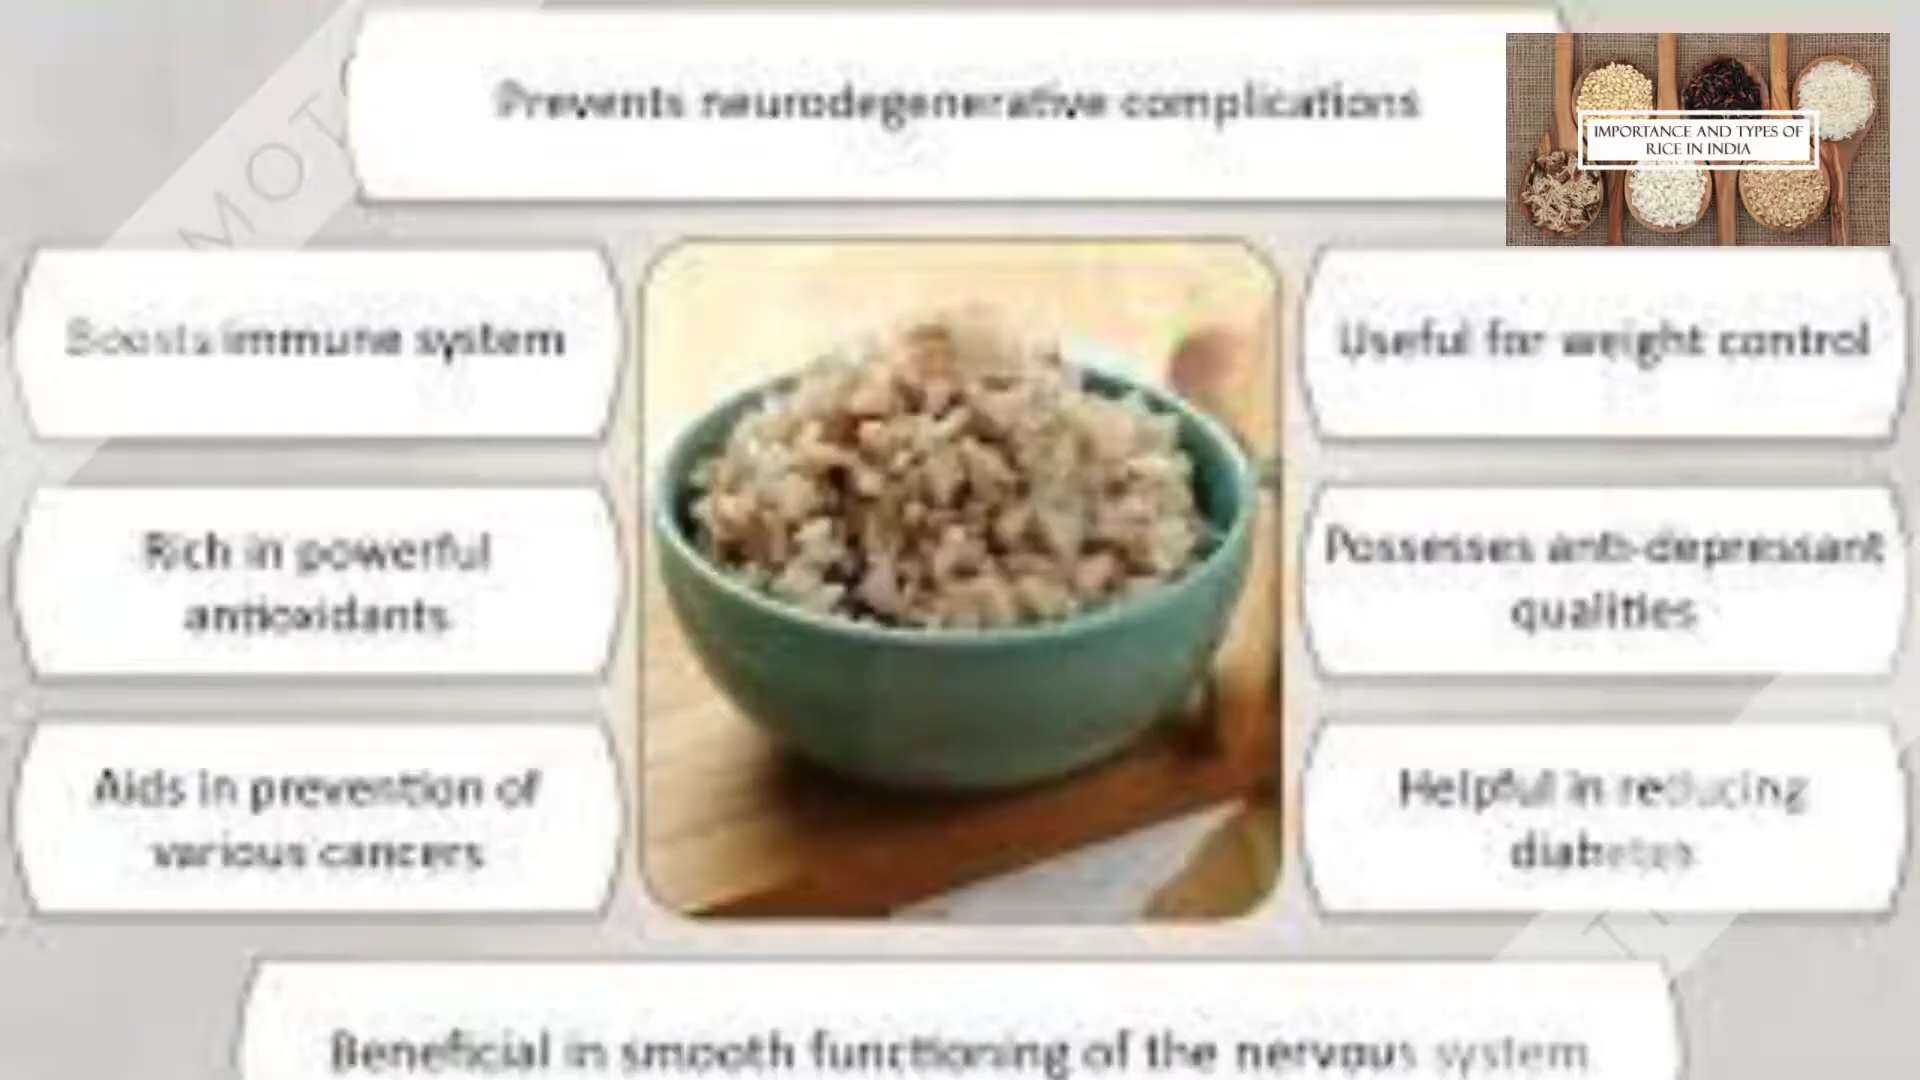 Prevents neurodegenerative complications
IMPORTANCE AND TYPES OF
RICE IN INDIA
Boosts immune system
Useful for weight control
Rich in powerful
antioxidants
Possesses anti-depressant
qualities
Aids in prevention of
various cancers
Helpful in reducing
diabetes
Beneficial in smooth functioning of the nervous system